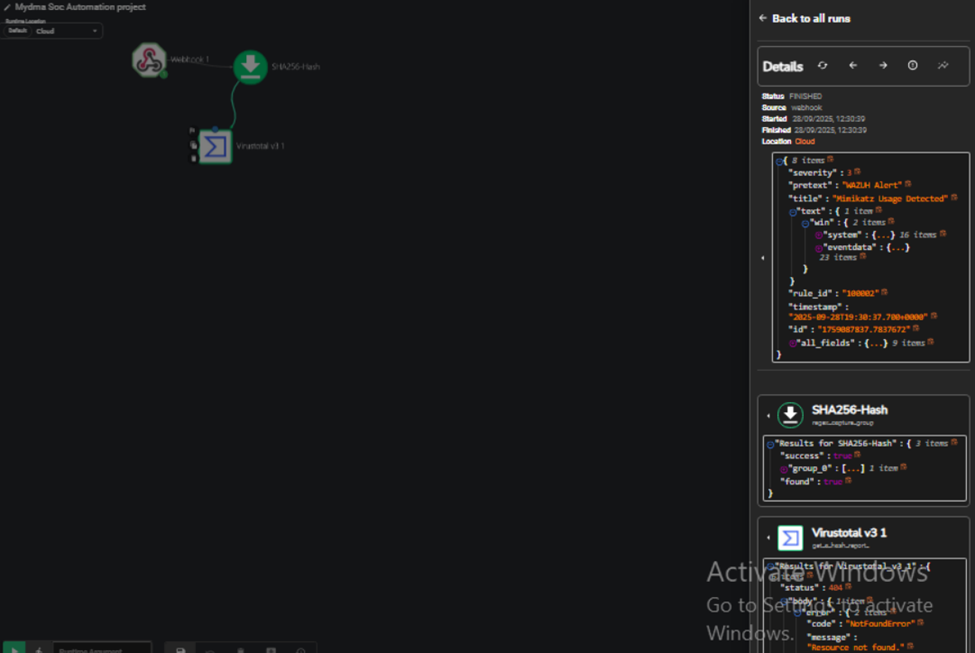 Mydma Soc Automation project
Runtime Location
Default Cloud
Webhook 1
SHA256-Hash
Virustotal v3 1
Back to all runs
Details
Status FINISHED
Source webhook
Started 28/09/2025, 12:30:39
Finished 28/09/2025, 12:30:39
Location Cloud
{ 8 items
"severity" : 3
"pretext" : "WAZUH Alert"
"title" : "Mimikatz Usage Detected"
"text" : { 1 item
"win" : { 2 items
"system" : {...} 16 items
"eventdata" : {...}
23 items
}
}
"rule_id" : "100002"
"timestamp" :
"2025-09-28T19:30:37.700+0000"
"id" : "1759087837.7837672"
"all_fields" : {...} 9 items
}
SHA256-Hash
regex_capture_group
"Results for SHA256-Hash" : { 3 items
"success" : true
"group_0" : [...] 1 item
"found" : true
}
Virustotal v3 1
get_a_hash_report_
"Results for Virustotal v3 1" : {
"status" : 404
"body" : { 1 item
"error" : { 2 items
"code" : "NotFoundError"
"message" :
"Resource not found."
Activate Windows
Go to Settings to activate
Windows.
Runtime Argument